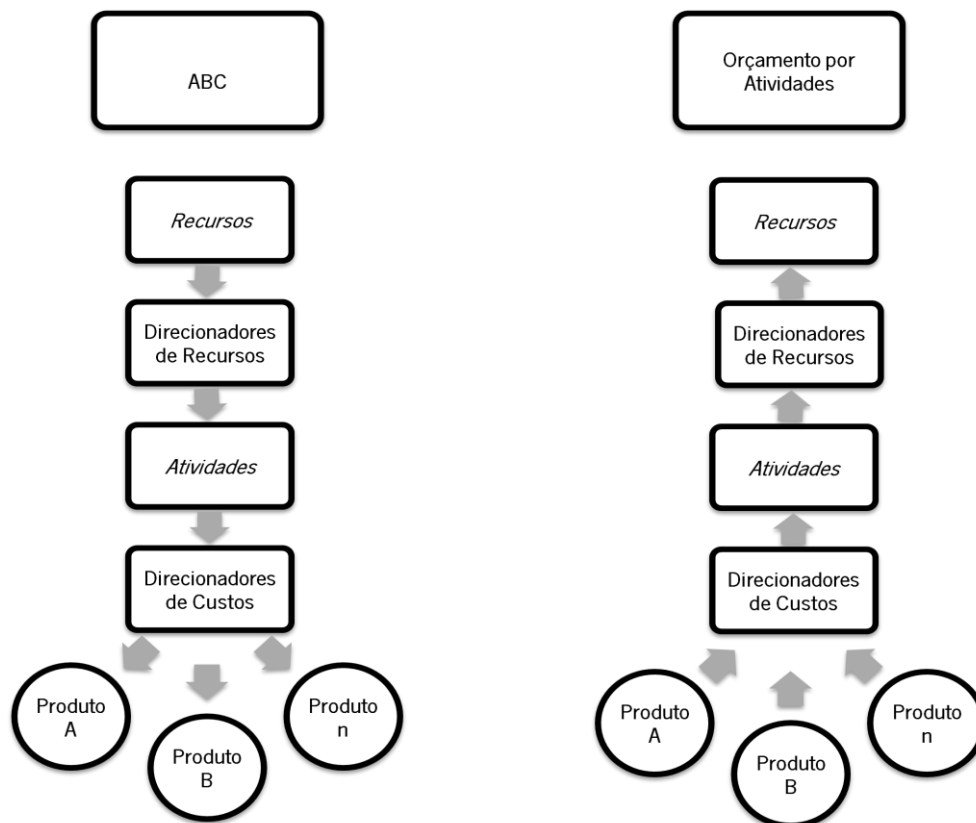 ABC
Recursos
Direcionadores
de Recursos
Atividades
Direcionadores
de Custos
Produto
A
Produto
B
Produto
n
Orçamento por
Atividades
Recursos
Direcionadores
de Recursos
Atividades
Direcionadores
de Custos
Produto
A
Produto
B
Produto
n